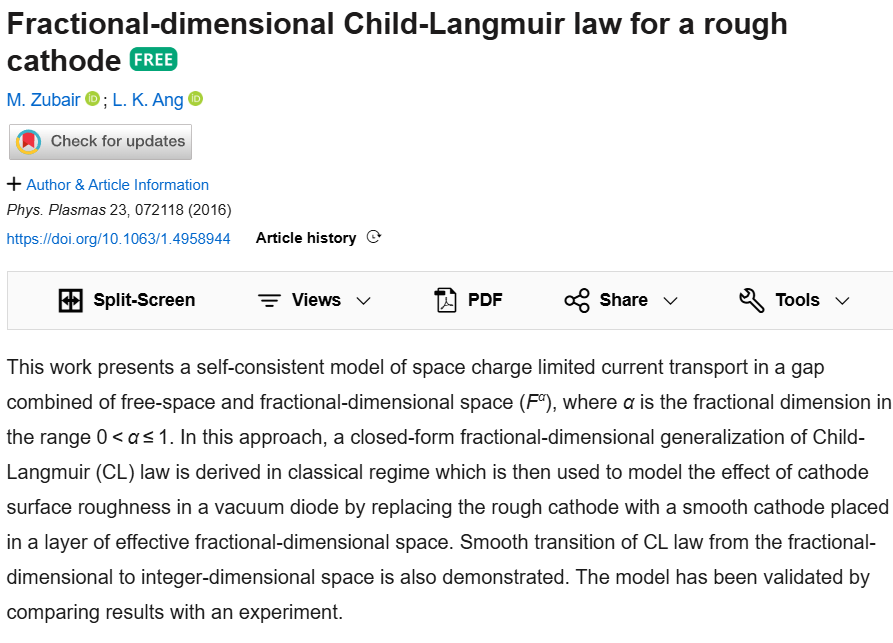 Fractional-dimensional Child-Langmuir law for a rough
cathode FREE
M. Zubair iD ; L. K. Ang iD
Check for updates
+ Author & Article Information
Phys. Plasmas 23, 072118 (2016)
https://doi.org/10.1063/1.4958944 Article history
Split-Screen Views PDF Share Tools
This work presents a self-consistent model of space charge limited current transport in a gap
combined of free-space and fractional-dimensional space (Fᵅ), where α is the fractional dimension in
the range 0 < α ≤ 1. In this approach, a closed-form fractional-dimensional generalization of Child-
Langmuir (CL) law is derived in classical regime which is then used to model the effect of cathode
surface roughness in a vacuum diode by replacing the rough cathode with a smooth cathode placed
in a layer of effective fractional-dimensional space. Smooth transition of CL law from the fractional-
dimensional to integer-dimensional space is also demonstrated. The model has been validated by
comparing results with an experiment.